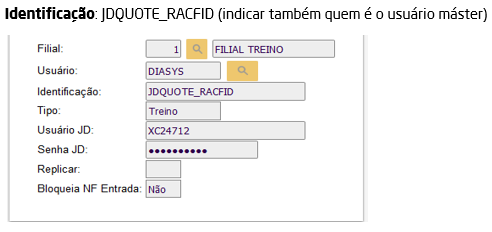 Identificação: JDQUOTE_RACFID (indicar também quem é o usuário máster)
Filial: 1 FILIAL TREINO
Usuário: DIASYS
Identificação: JDQUOTE_RACFID
Tipo: Treino
Usuário JD: XC24712
Senha JD: ••••••••••
Replicar:
Bloqueia NF Entrada: Não